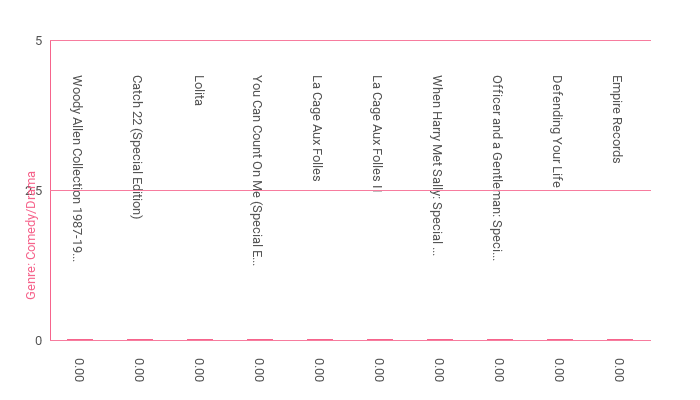 5
2.5
0
Genre: Comedy/Drama
Woody Allen Collection 1987-19...
Catch 22 (Special Edition)
Lolita
You Can Count On Me (Special E...
La Cage Aux Folles
La Cage Aux Folles II
When Harry Met Sally: Special ...
Officer and a Gentleman: Speci...
Defending Your Life
Empire Records
0.00
0.00
0.00
0.00
0.00
0.00
0.00
0.00
0.00
0.00